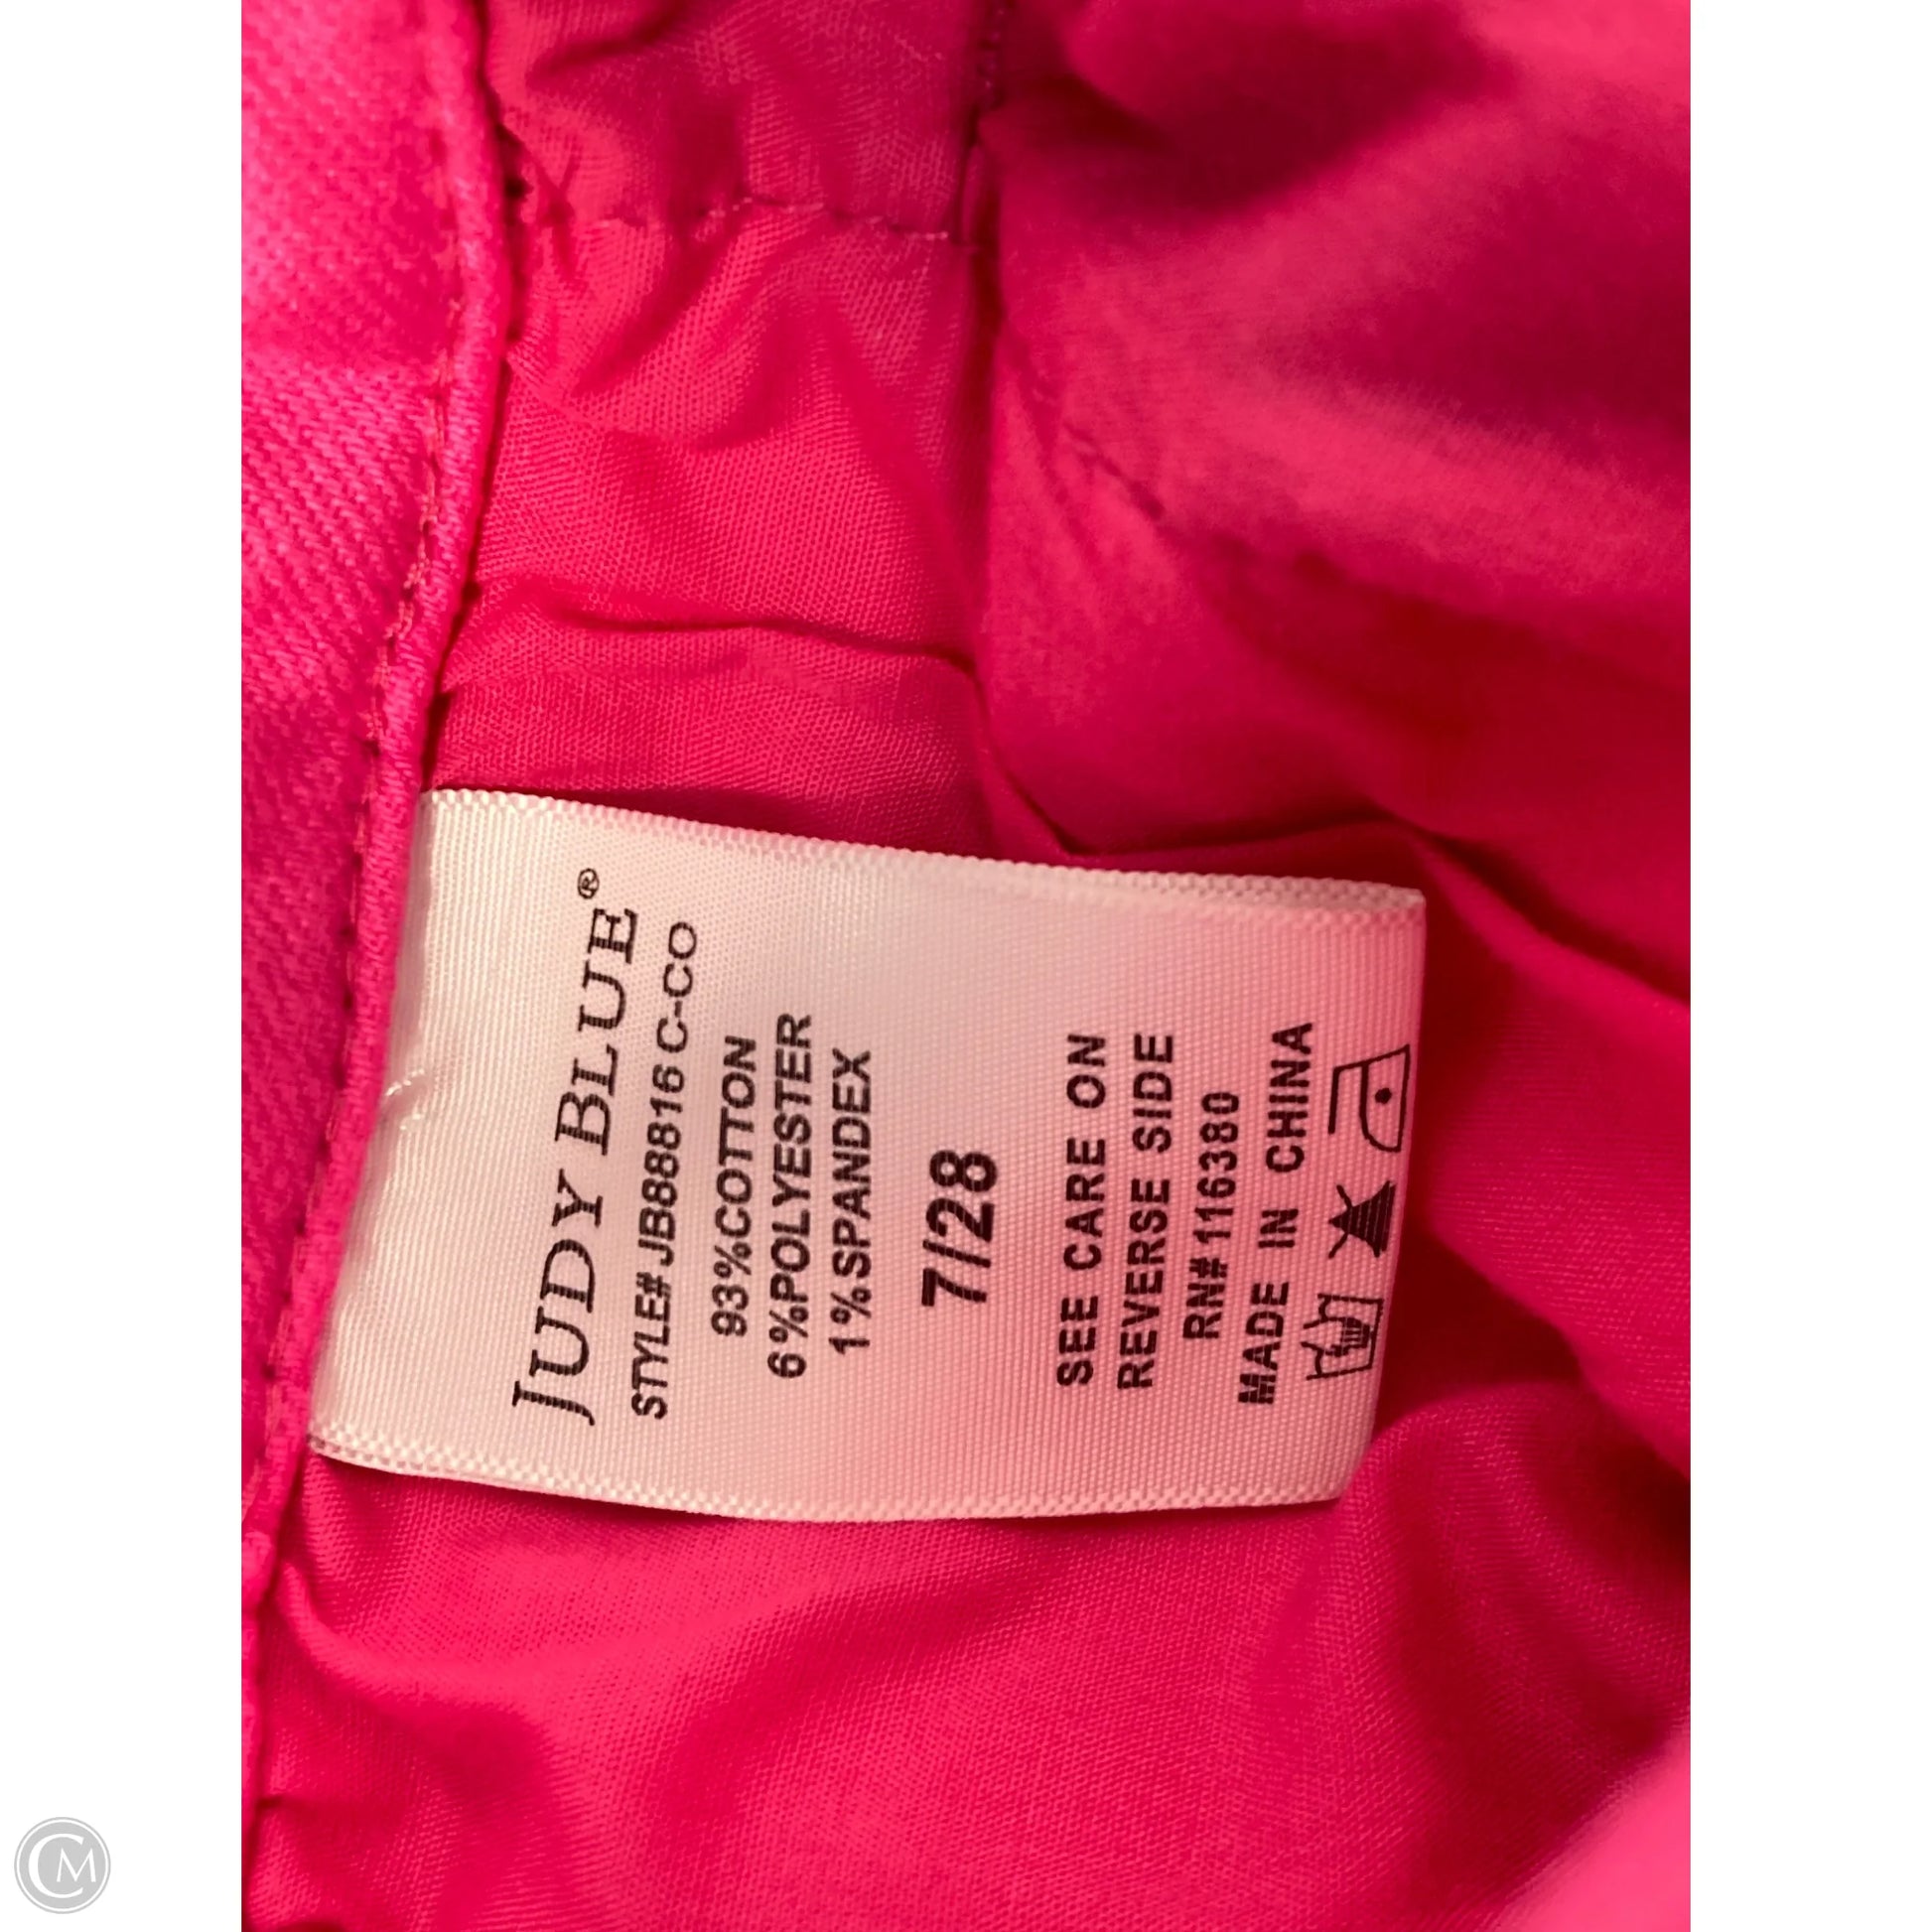 JUDY BLUE®
STYLE# JB88816 C-CO
93%COTTON
6%POLYESTER
1%SPANDEX
7/28
SEE CARE ON
REVERSE SIDE
RN#116380
MADE IN CHINA
CM